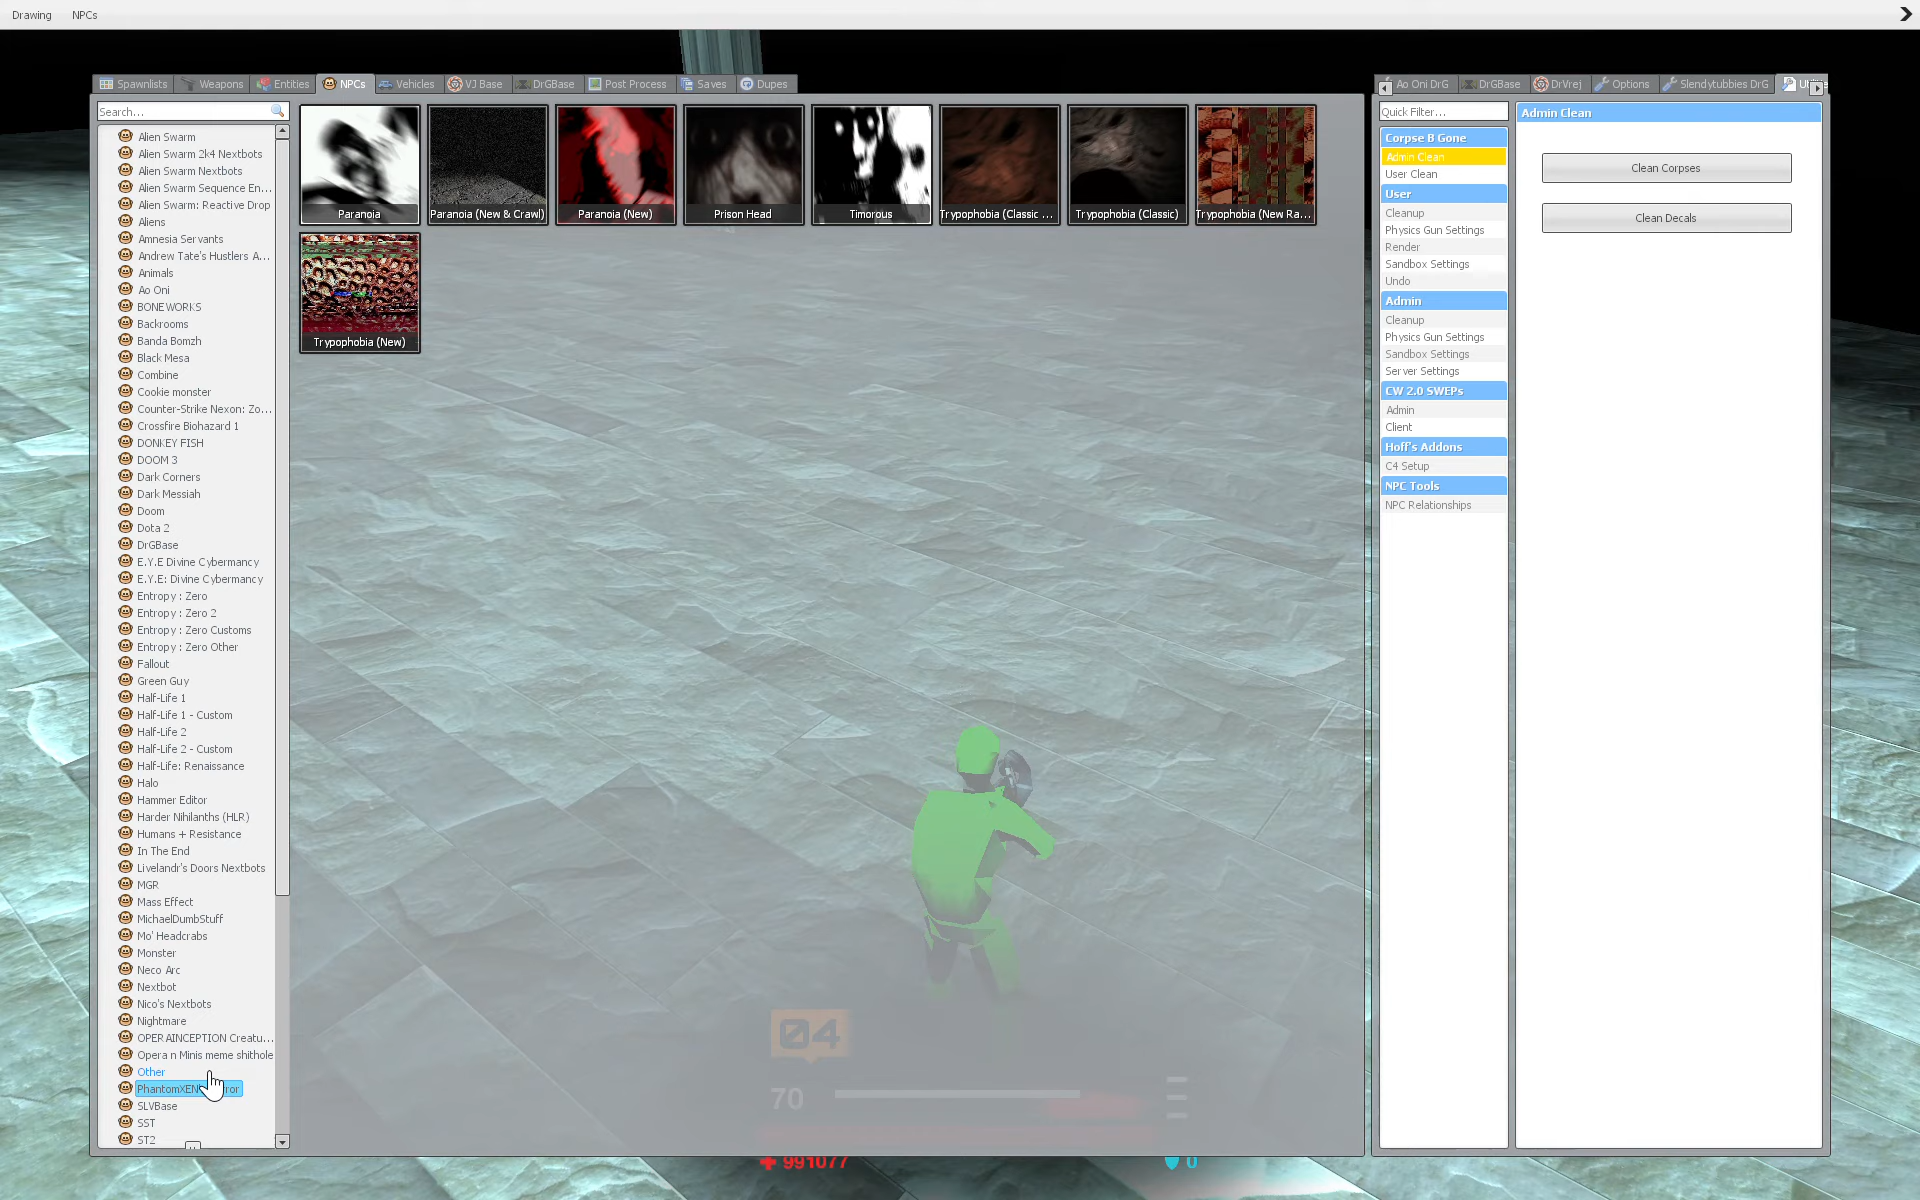 Drawing NPCs
Spawnlists Weapons Entities NPCs Vehicles VJ Base DrGBase Post Process Saves Dupes
Search...
Alien Swarm
Alien Swarm 2k4 Nextbots
Alien Swarm Nextbots
Alien Swarm Sequence En...
Alien Swarm: Reactive Drop
Aliens
Amnesia Servants
Andrew Tate's Hustlers A...
Animals
Ao Oni
BONEWORKS
Backrooms
Banda Bomzh
Black Mesa
Combine
Cookie monster
Counter-Strike Nexon: Zo...
Crossfire Biohazard 1
DONKEY FISH
DOOM 3
Dark Corners
Dark Messiah
Doom
Dota 2
DrGBase
E.Y.E Divine Cybermancy
E.Y.E: Divine Cybermancy
Entropy : Zero
Entropy : Zero 2
Entropy : Zero Customs
Entropy : Zero Other
Fallout
Green Guy
Half-Life 1
Half-Life 1 - Custom
Half-Life 2
Half-Life 2 - Custom
Half-Life: Renaissance
Halo
Hammer Editor
Harder Nihilanths (HLR)
Humans + Resistance
In The End
Livelandr's Doors Nextbots
MGR
Mass Effect
MichaelDumbStuff
Mo' Headcrabs
Monster
Neco Arc
Nextbot
Nico's Nextbots
Nightmare
OPERAINCEPTION Creatu...
Opera n Minis meme shithole
Other
SLVBase
SST
ST2
Paranoia
Paranoia (New & Crawl)
Paranoia (New)
Prison Head
Timorous
Trypophobia (Classic ...
Trypophobia (Classic)
Trypophobia (New Ra...
Trypophobia (New)
04
70
991077
0
Ao Oni DrG DrGBase DrVrej Options Slendytubbies DrG
Quick Filter...
Corpse B Gone
Admin Clean
User Clean
User
Cleanup
Physics Gun Settings
Render
Sandbox Settings
Undo
Admin
Cleanup
Physics Gun Settings
Sandbox Settings
Server Settings
CW 2.0 SWEPs
Admin
Client
Hoff's Addons
C4 Setup
NPC Tools
NPC Relationships
Admin Clean
Clean Corpses
Clean Decals